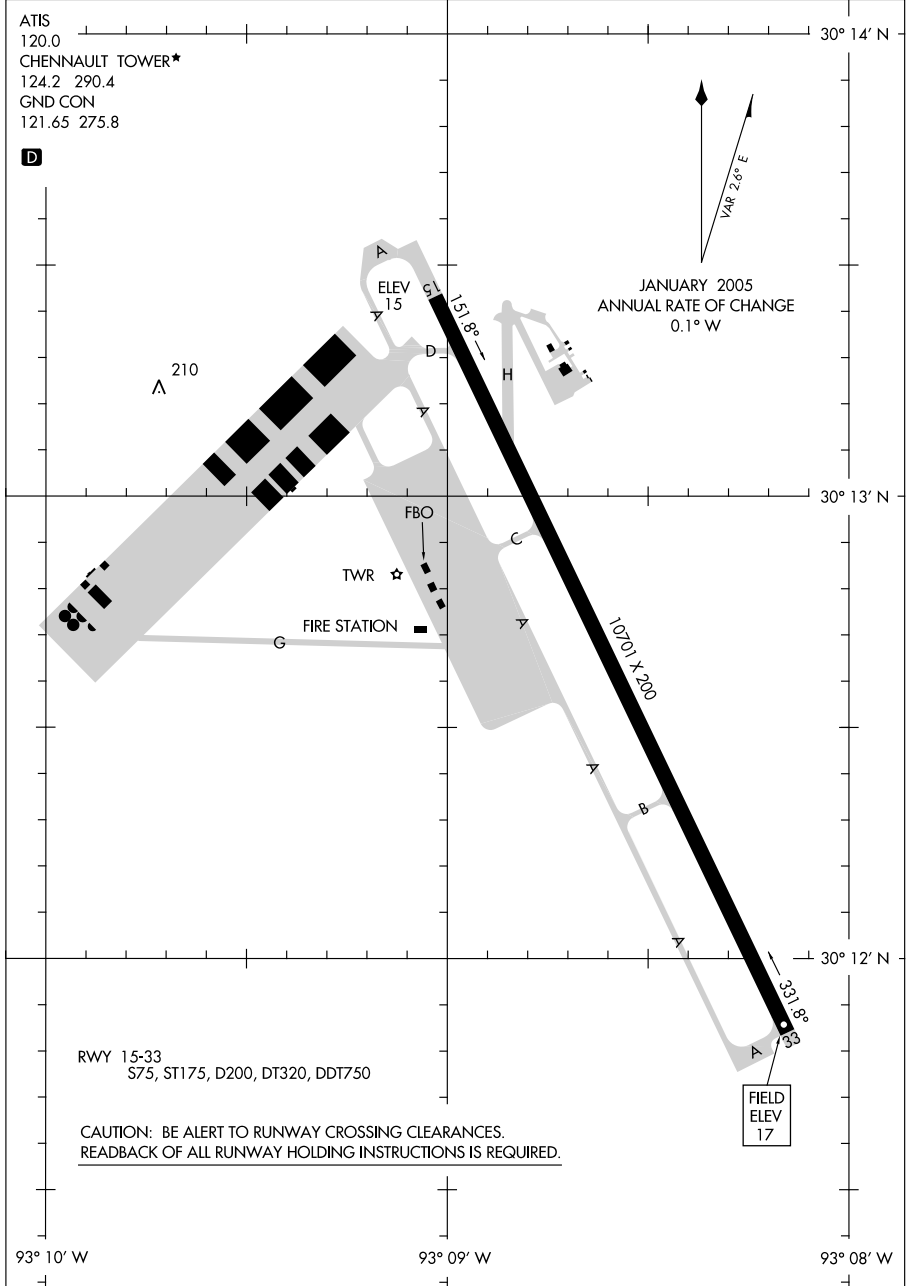 ATIS
120.0
CHENNAULT TOWER★
124.2 290.4
GND CON
121.65 275.8
D
30° 14' N
VAR 2.6° E
JANUARY 2005
ANNUAL RATE OF CHANGE
0.1° W
A
ELEV
15
A
15
151.8°
D
H
210
A
30° 13' N
FBO
C
TWR
FIRE STATION
G
A
10701 X 200
A
B
A
30° 12' N
331.8°
33
A
RWY 15-33
S75, ST175, D200, DT320, DDT750
FIELD
ELEV
17
CAUTION: BE ALERT TO RUNWAY CROSSING CLEARANCES.
READBACK OF ALL RUNWAY HOLDING INSTRUCTIONS IS REQUIRED.
93° 10' W
93° 09' W
93° 08' W